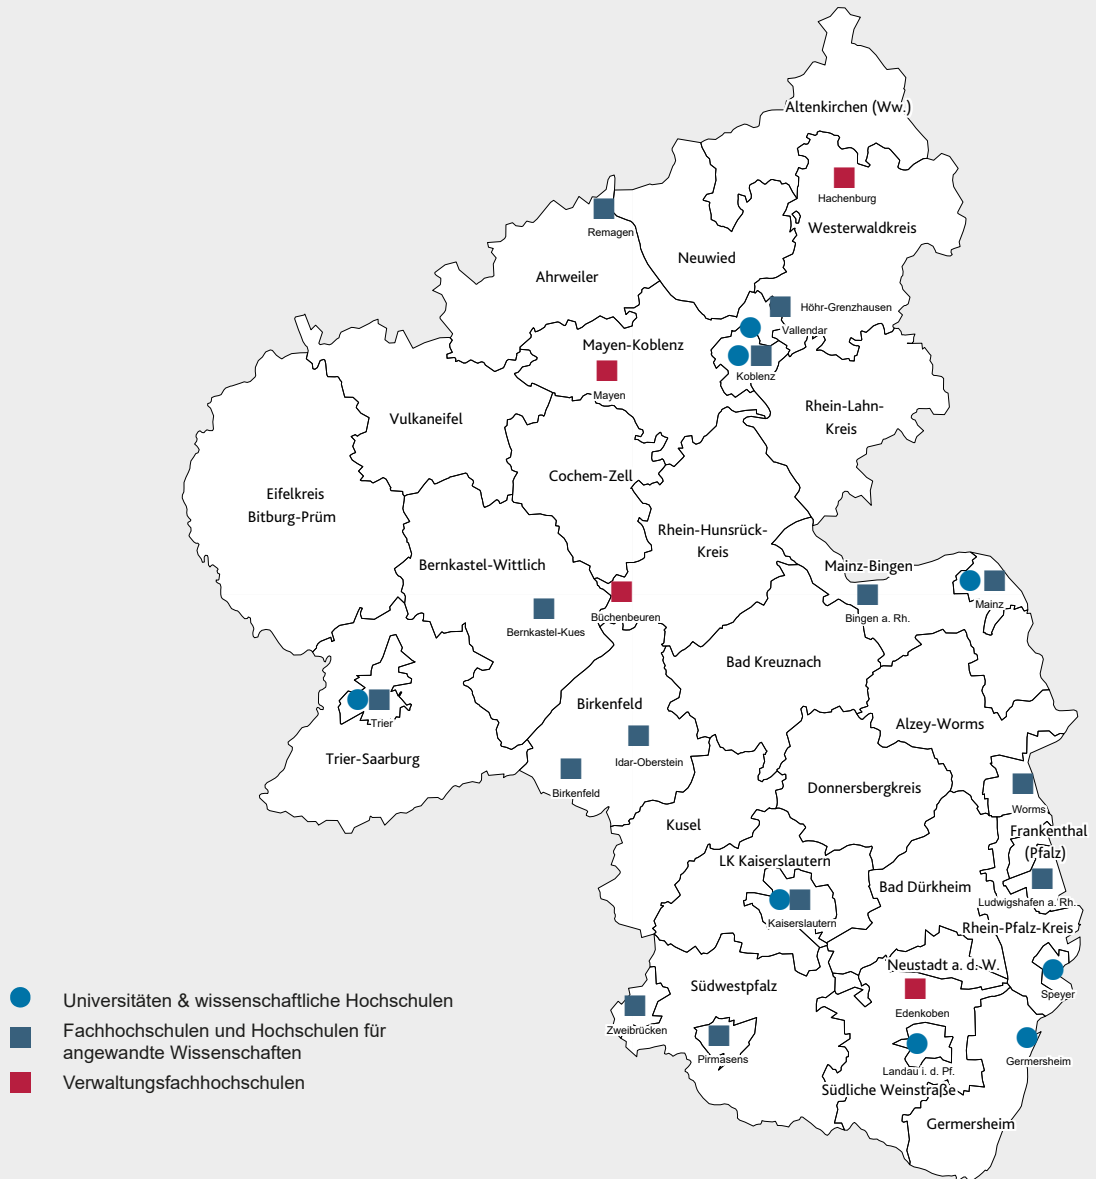 Altenkirchen (Ww.)
Hachenburg
Westerwaldkreis
Remagen
Neuwied
Ahrweiler
Höhr-Grenzhausen
Vallendar
Mayen-Koblenz
Koblenz
Mayen
Rhein-Lahn-
Kreis
Vulkaneifel
Cochem-Zell
Eifelkreis
Bitburg-Prüm
Rhein-Hunsrück-
Kreis
Bernkastel-Wittlich
Mainz-Bingen
Mainz
Büchenbeuren
Bingen a. Rh.
Bernkastel-Kues
Bad Kreuznach
Birkenfeld
Trier
Alzey-Worms
Trier-Saarburg
Idar-Oberstein
Birkenfeld
Donnersbergkreis
Worms
Kusel
Frankenthal
(Pfalz)
LK Kaiserslautern
Bad Dürkheim
Ludwigshafen a. Rh.
Kaiserslautern
Rhein-Pfalz-Kreis
Neustadt a. d. W.
Südwestpfalz
Speyer
Edenkoben
Zweibrücken
Pirmasens
Germersheim
Landau i. d. Pf.
Südliche Weinstraße
Germersheim
Universitäten & wissenschaftliche Hochschulen
Fachhochschulen und Hochschulen für
angewandte Wissenschaften
Verwaltungsfachhochschulen